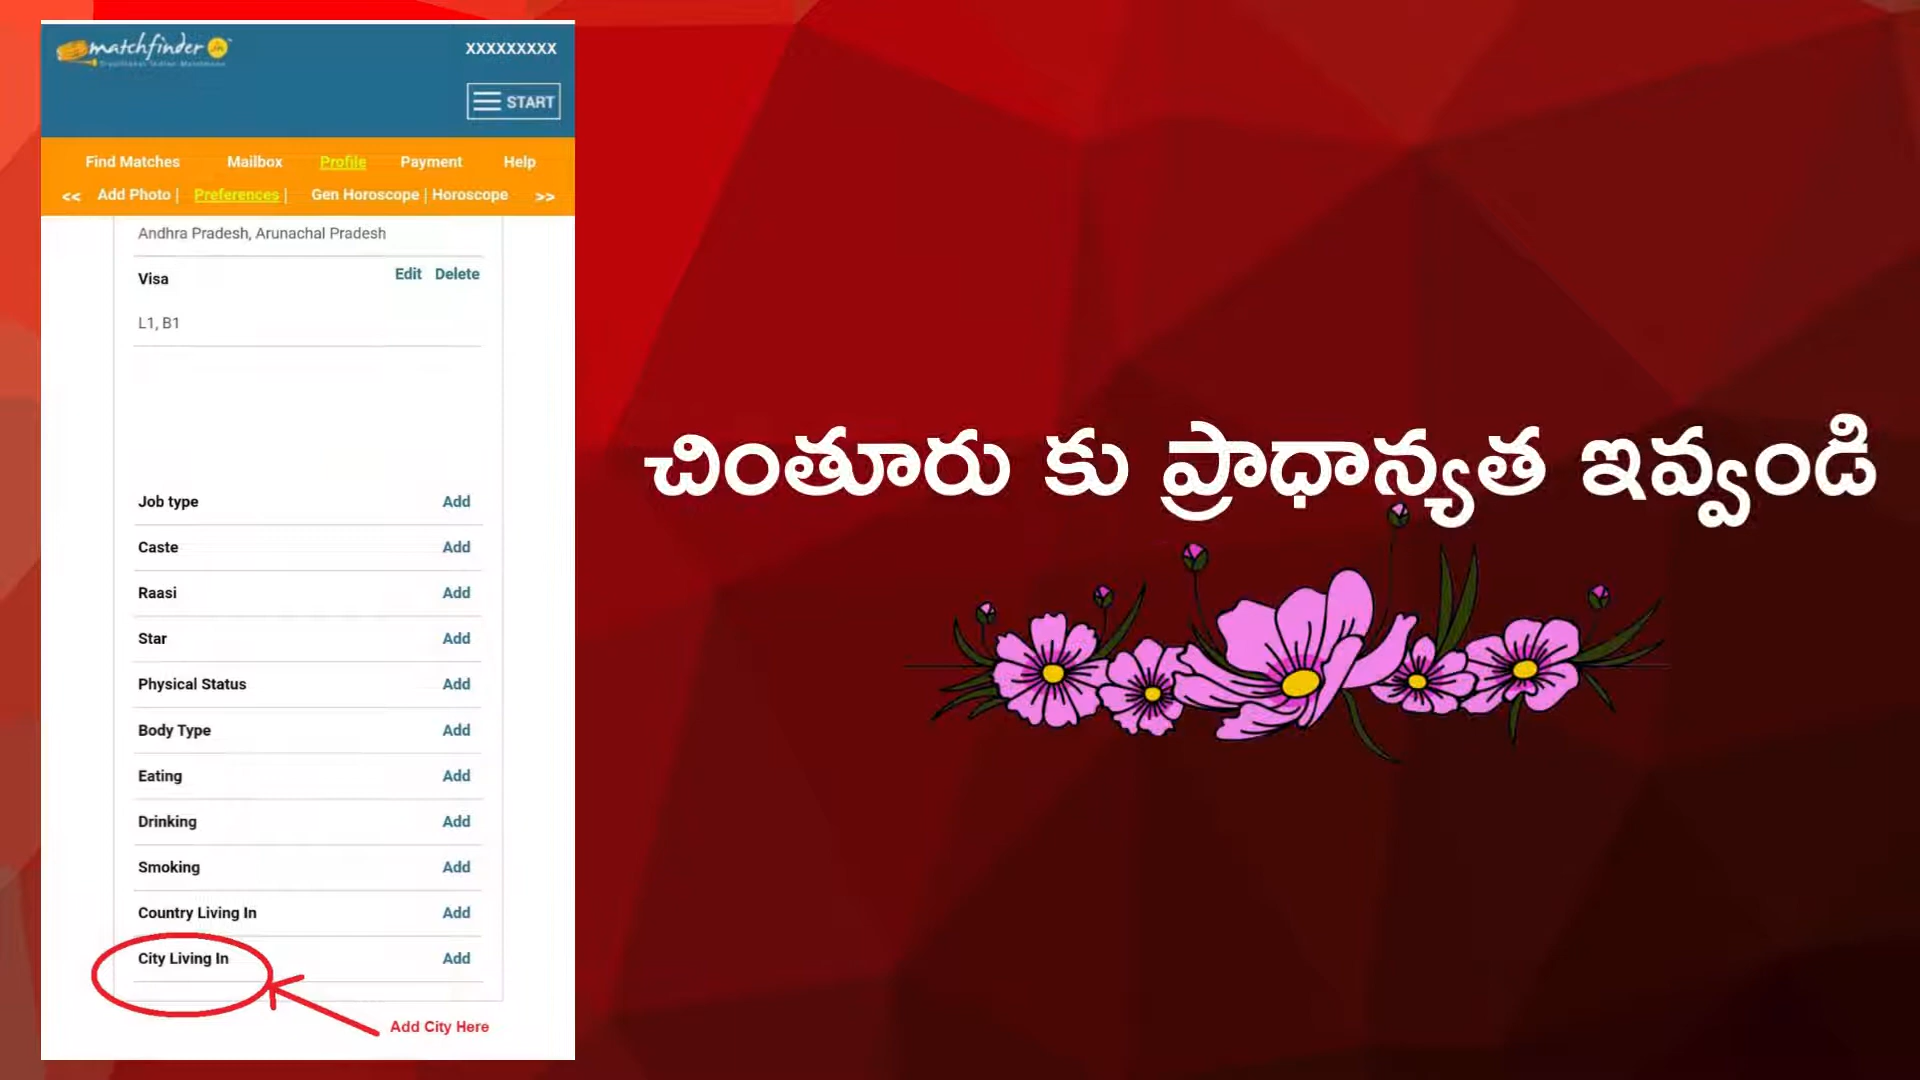 matchfinder.in
XXXXXXXXX
START
Find Matches Mailbox Profile Payment Help
<< Add Photo | Preferences | Gen Horoscope | Horoscope >>
Andhra Pradesh, Arunachal Pradesh
Visa Edit Delete
L1, B1
Job type Add
Caste Add
Raasi Add
Star Add
Physical Status Add
Body Type Add
Eating Add
Drinking Add
Smoking Add
Country Living In Add
City Living In Add
Add City Here
చింతూరు కు ప్రాధాన్యత ఇవ్వండి